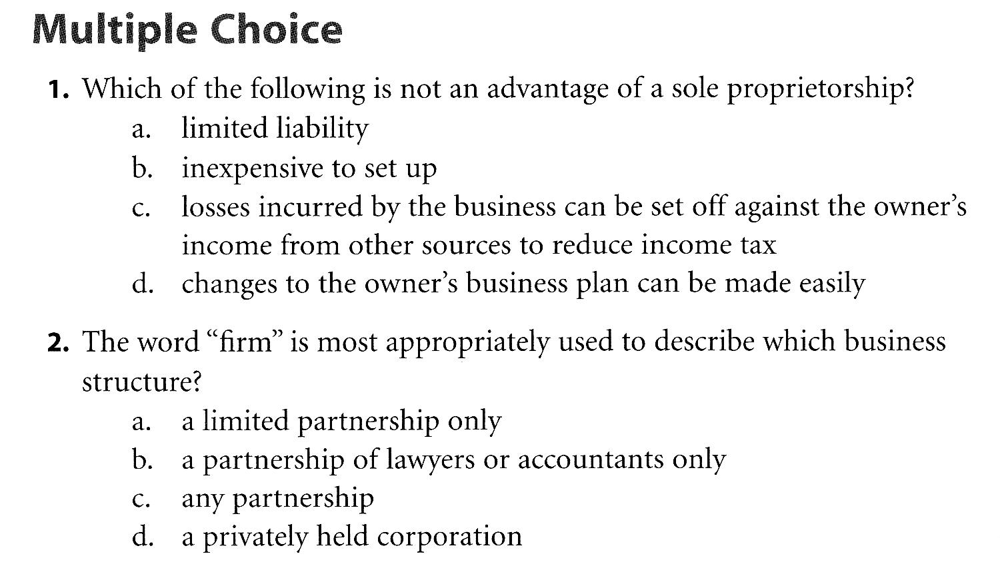 Multiple Choice
1. Which of the following is not an advantage of a sole proprietorship?
a. limited liability
b. inexpensive to set up
c. losses incurred by the business can be set off against the owner’s
income from other sources to reduce income tax
d. changes to the owner’s business plan can be made easily
2. The word “firm” is most appropriately used to describe which business
structure?
a. a limited partnership only
b. a partnership of lawyers or accountants only
c. any partnership
d. a privately held corporation